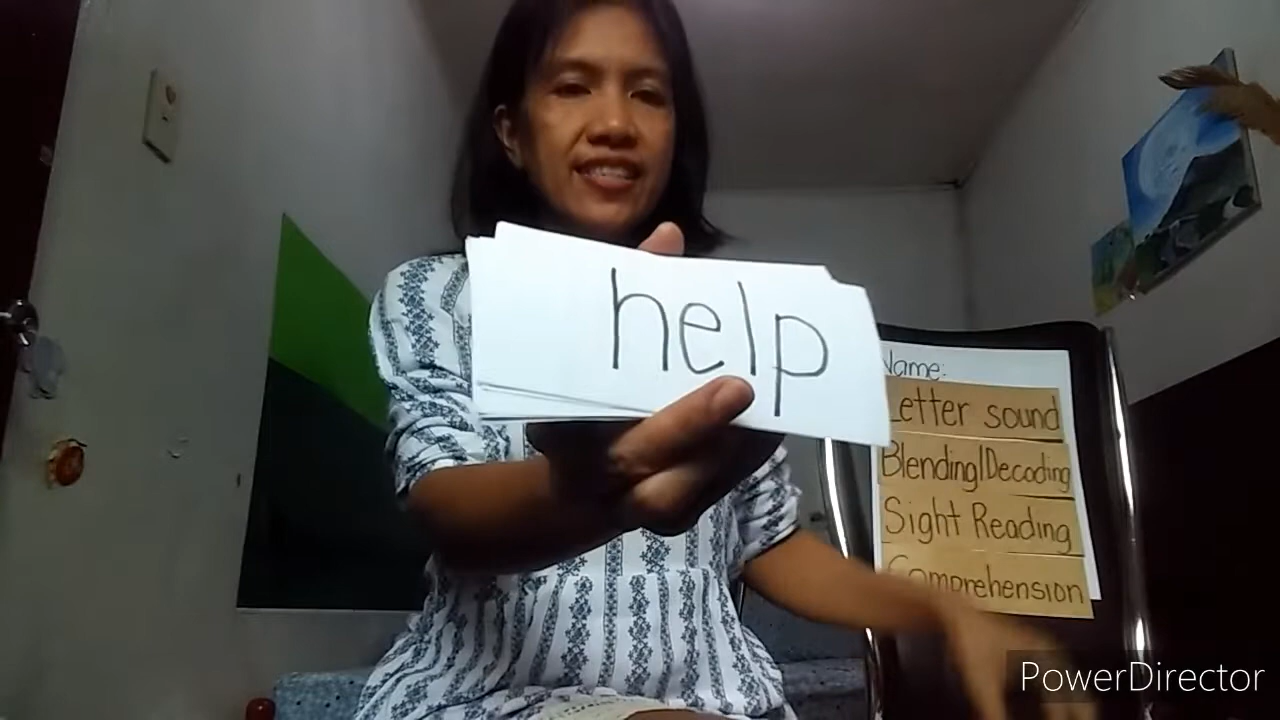 help
Name:
Letter sound
Blending/Decoding
Sight Reading
Comprehension
PowerDirector